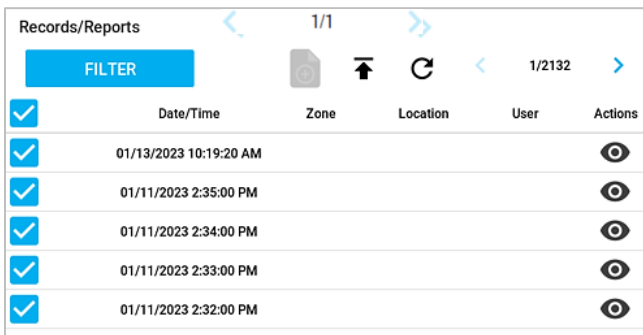 Records/Reports 1/1
FILTER 1/2132
Date/Time Zone Location User Actions
01/13/2023 10:19:20 AM
01/11/2023 2:35:00 PM
01/11/2023 2:34:00 PM
01/11/2023 2:33:00 PM
01/11/2023 2:32:00 PM